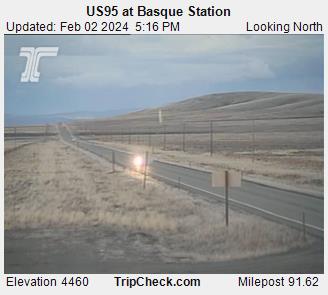 US95 at Basque Station
Updated: Feb 02 2024 5:16 PM Looking North
Elevation 4460 TripCheck.com Milepost 91.62